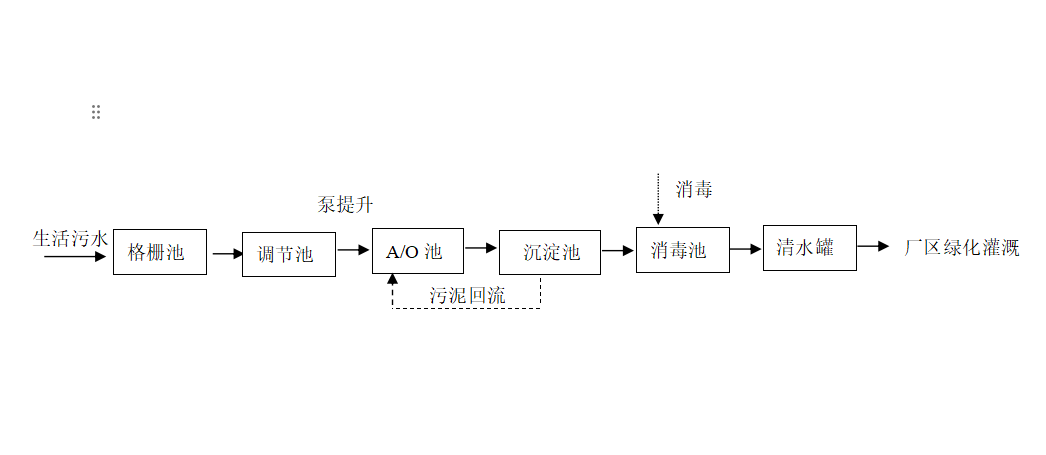 消毒
泵提升
生活污水
格栅池
调节池
A/O 池
沉淀池
消毒池
清水罐
厂区绿化灌溉
污泥回流